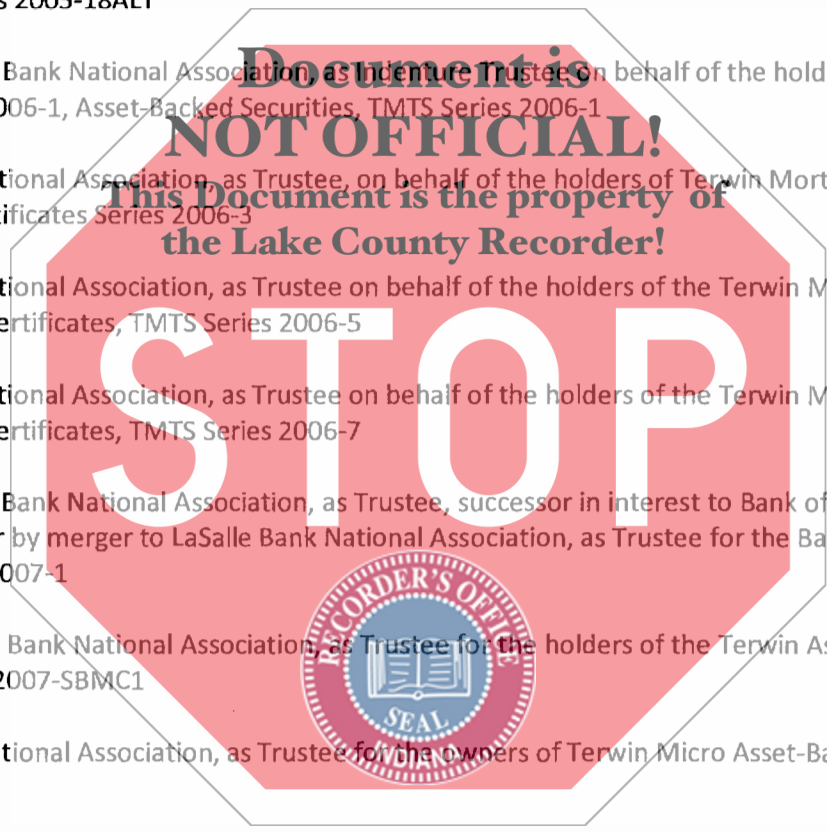 s 2005-18ALT
Bank National Association, as Indenture Trustee on behalf of the hold
Document is
006-1, Asset-Backed Securities, TMTS Series 2006-1
NOT OFFICIAL!
tional Association, as Trustee, on behalf of the holders of Terwin Mort
This Document is the property of
ificates Series 2006-3
the Lake County Recorder!
tional Association, as Trustee on behalf of the holders of the Terwin M
ertificates, TMTS Series 2006-5
STOP
tional Association, as Trustee on behalf of the holders of the Terwin M
ertificates, TMTS Series 2006-7
Bank National Association, as Trustee, successor in interest to Bank of
r by merger to LaSalle Bank National Association, as Trustee for the Ba
007-1
RECORDER'S OFFICE
Bank National Association, as Trustee for the holders of the Terwin As
2007-SBMC1
SEAL
tional Association, as Trustee for the owners of Terwin Micro Asset-Ba
INDIANA